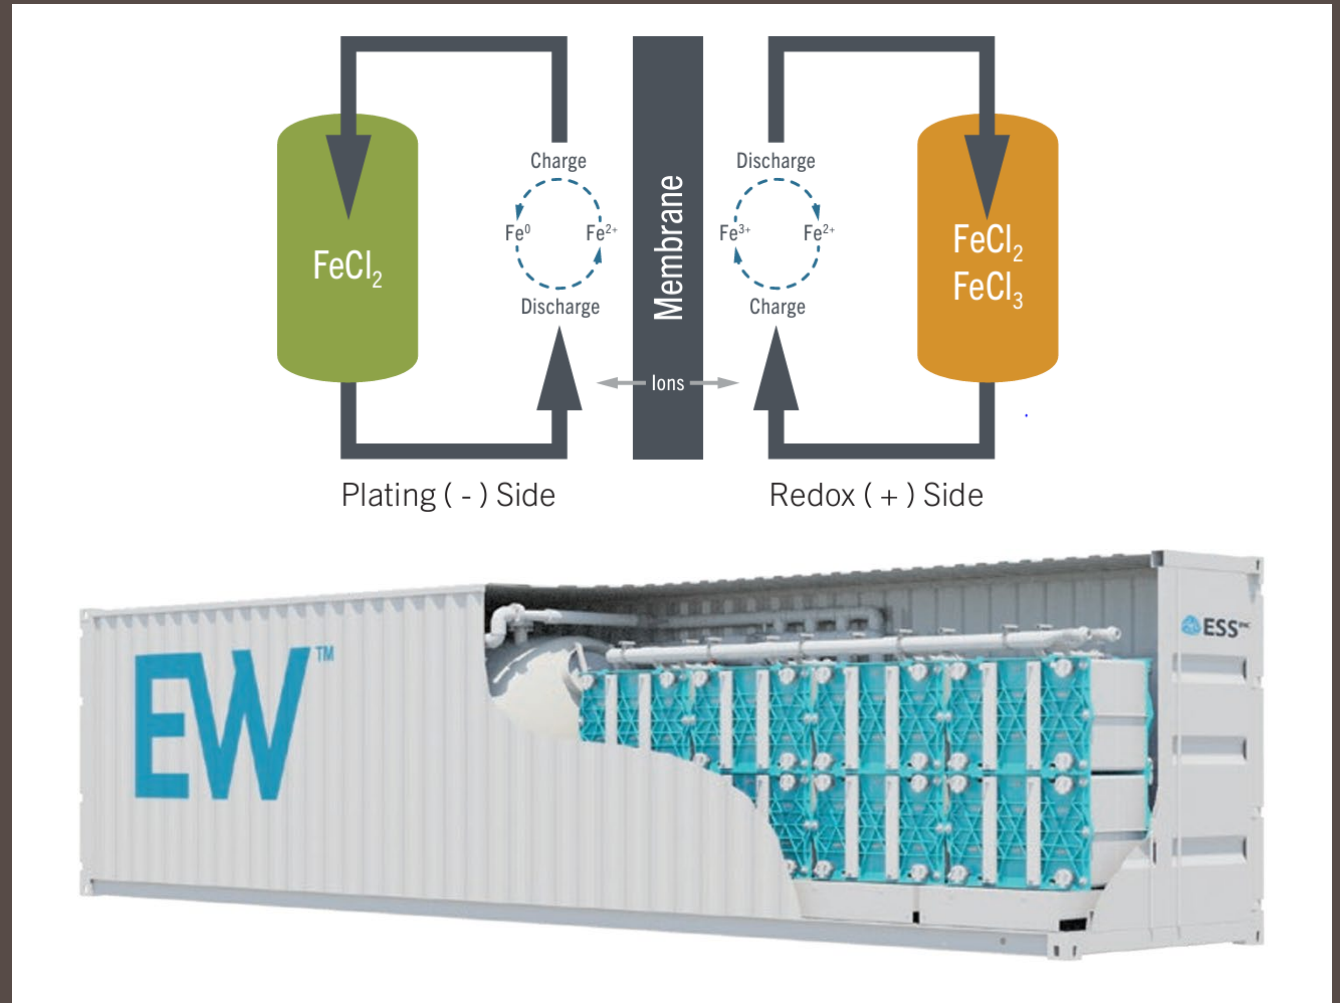 Charge
Fe⁰ Fe²⁺
Discharge
FeCl₂
Membrane
Ions
Discharge
Fe³⁺ Fe²⁺
Charge
FeCl₂
FeCl₃
Plating ( - ) Side
Redox ( + ) Side
EW™
ESS INC